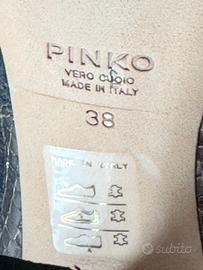 PINKO
VERO CUOIO
MADE IN ITALY
38
MADE IN ITALY
subito